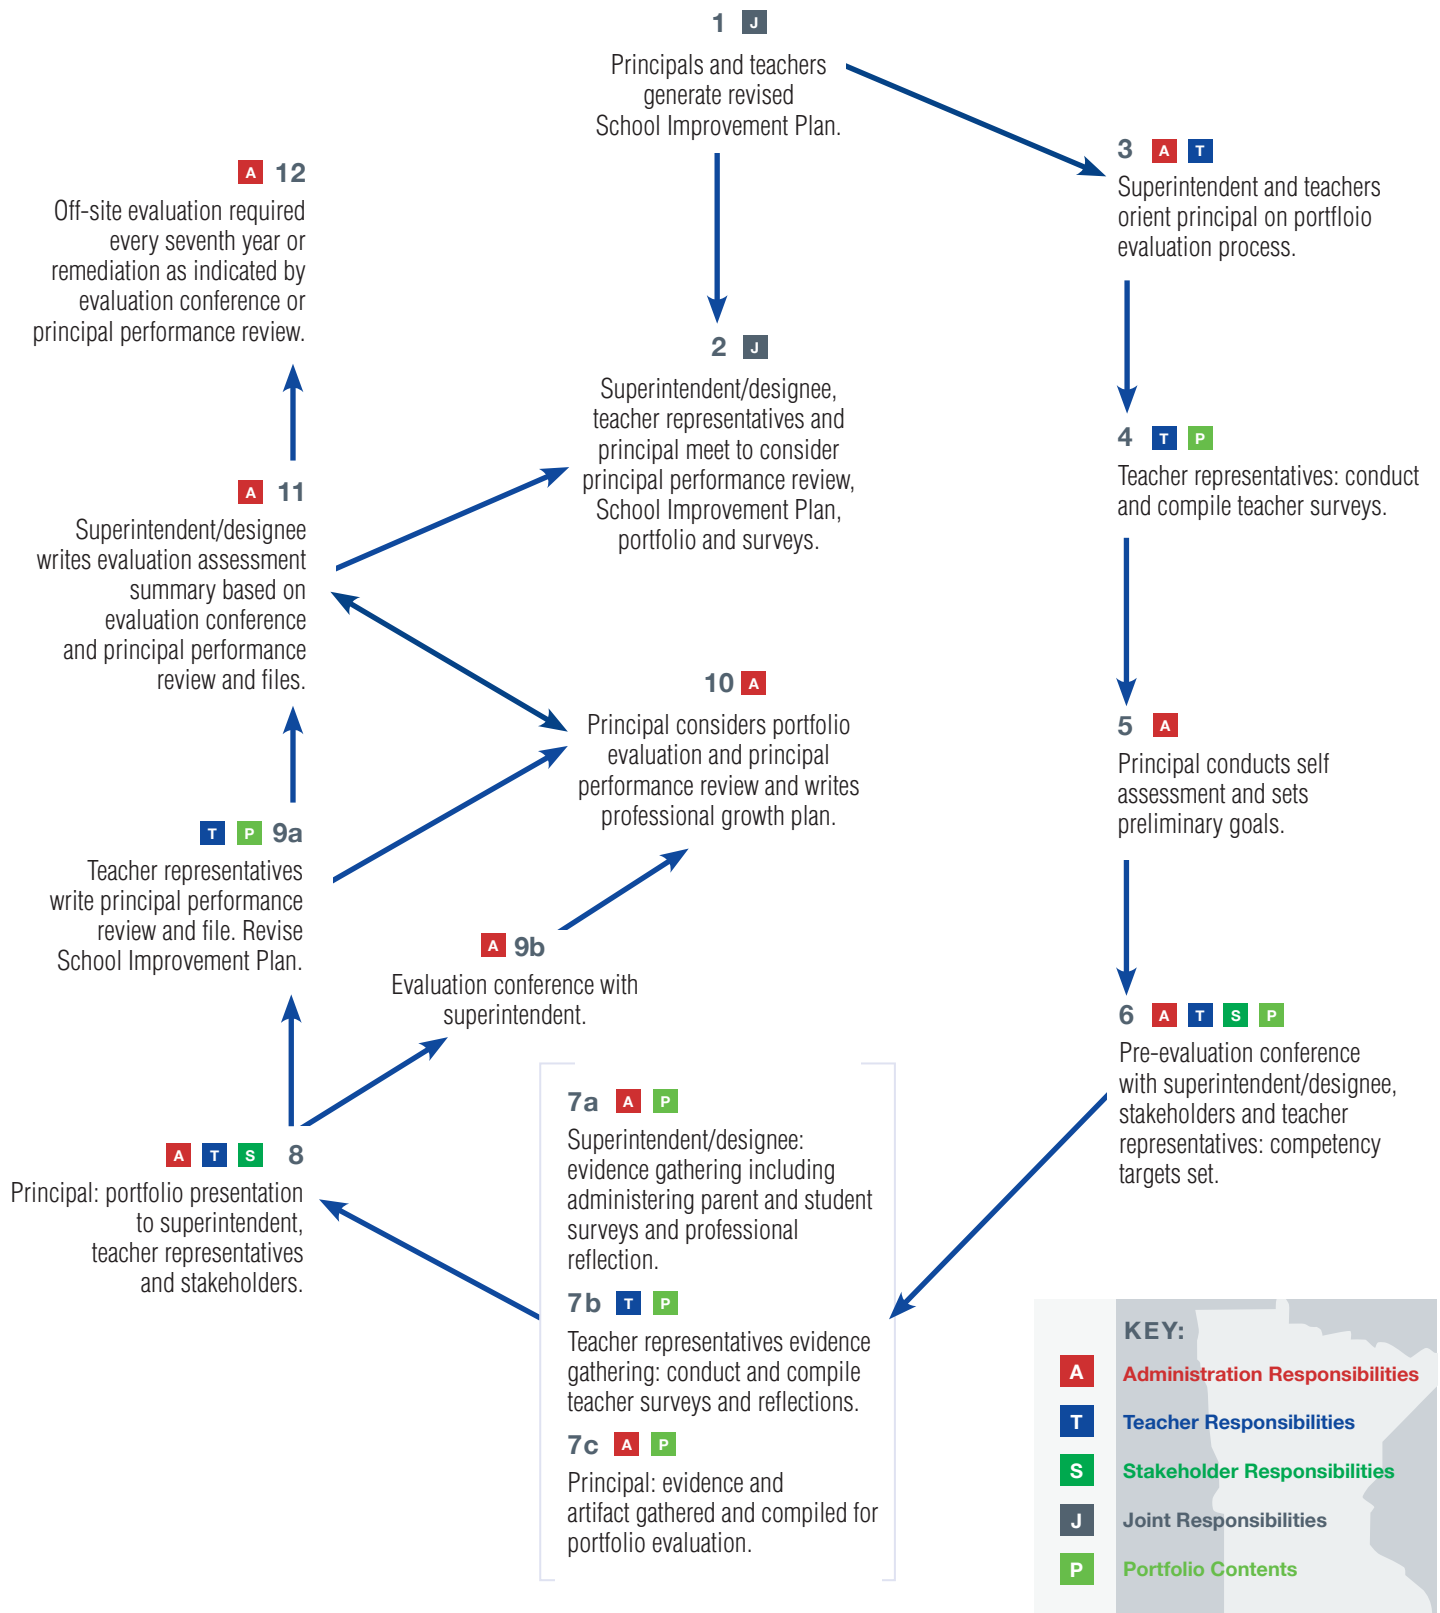 1 J
Principals and teachers
generate revised
School Improvement Plan.
2 J
Superintendent/designee,
teacher representatives and
principal meet to consider
principal performance review,
School Improvement Plan,
portfolio and surveys.
3 A T
Superintendent and teachers
orient principal on portfloio
evaluation process.
4 T P
Teacher representatives: conduct
and compile teacher surveys.
5 A
Principal conducts self
assessment and sets
preliminary goals.
6 A T S P
Pre-evaluation conference
with superintendent/designee,
stakeholders and teacher
representatives: competency
targets set.
7a A P
Superintendent/designee:
evidence gathering including
administering parent and student
surveys and professional
reflection.
7b T P
Teacher representatives evidence
gathering: conduct and compile
teacher surveys and reflections.
7c A P
Principal: evidence and
artifact gathered and compiled for
portfolio evaluation.
A T S 8
Principal: portfolio presentation
to superintendent,
teacher representatives
and stakeholders.
T P 9a
Teacher representatives
write principal performance
review and file. Revise
School Improvement Plan.
A 9b
Evaluation conference with
superintendent.
10 A
Principal considers portfolio
evaluation and principal
performance review and writes
professional growth plan.
A 11
Superintendent/designee
writes evaluation assessment
summary based on
evaluation conference
and principal performance
review and files.
A 12
Off-site evaluation required
every seventh year or
remediation as indicated by
evaluation conference or
principal performance review.
KEY:
A Administration Responsibilities
T Teacher Responsibilities
S Stakeholder Responsibilities
J Joint Responsibilities
P Portfolio Contents